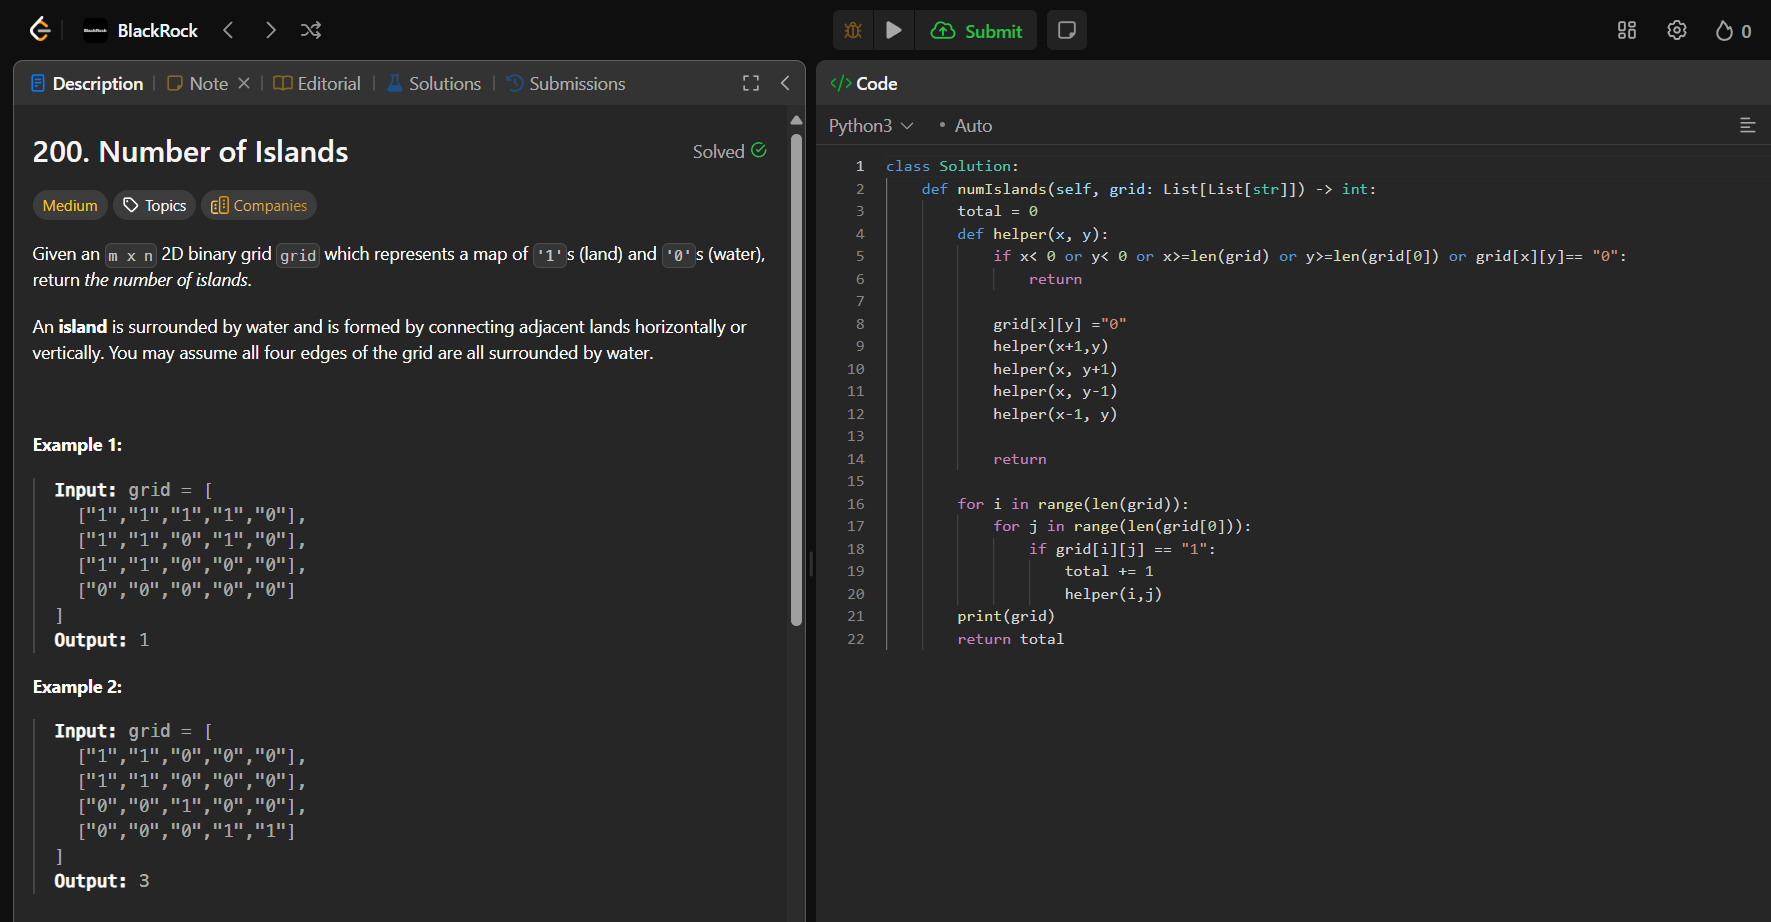 BlackRock
Submit
0
Description
Note
Editorial
Solutions
Submissions
200. Number of Islands
Solved
Medium
Topics
Companies
Given an m x n 2D binary grid grid which represents a map of '1's (land) and '0's (water),
return the number of islands.
An island is surrounded by water and is formed by connecting adjacent lands horizontally or
vertically. You may assume all four edges of the grid are all surrounded by water.
Example 1:
Input: grid = [
["1","1","1","1","0"],
["1","1","0","1","0"],
["1","1","0","0","0"],
["0","0","0","0","0"]
]
Output: 1
Example 2:
Input: grid = [
["1","1","0","0","0"],
["1","1","0","0","0"],
["0","0","1","0","0"],
["0","0","0","1","1"]
]
Output: 3
</> Code
Python3
• Auto
1 class Solution:
2 def numIslands(self, grid: List[List[str]]) -> int:
3 total = 0
4 def helper(x, y):
5 if x< 0 or y< 0 or x>=len(grid) or y>=len(grid[0]) or grid[x][y]== "0":
6 return
7
8 grid[x][y] ="0"
9 helper(x+1,y)
10 helper(x, y+1)
11 helper(x, y-1)
12 helper(x-1, y)
13
14 return
15
16 for i in range(len(grid)):
17 for j in range(len(grid[0])):
18 if grid[i][j] == "1":
19 total += 1
20 helper(i,j)
21 print(grid)
22 return total